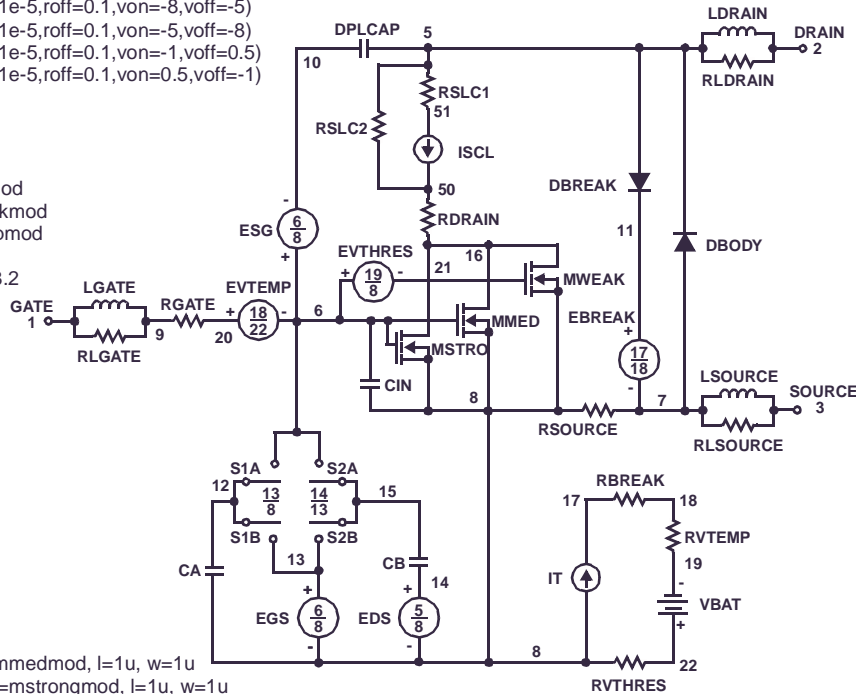 1e-5,roff=0.1,von=-8,voff=-5)
1e-5,roff=0.1,von=-5,voff=-8)
1e-5,roff=0.1,von=-1,voff=0.5)
1e-5,roff=0.1,von=0.5,voff=-1)
LDRAIN
DPLCAP 5 DRAIN
2
10
RLDRAIN
RSLC1
51
RSLC2
ISCL
50
od
kmod
omod
DBREAK
RDRAIN
11
DBODY
ESG 6
8
-
+
EVTHRES
+ 19
8 -
21
16
MWEAK
3.2
LGATE
GATE
1
RLGATE
9
RGATE
20
EVTEMP
+ 18
22 -
6
MMED
MSTRO
EBREAK
+
17
18
-
CIN
LSOURCE
8 7 SOURCE
3
RSOURCE
RLSOURCE
S1A S2A
12 13
8
14
13
15
S1B S2B
13
RBREAK
17 18
RVTEMP
19
CA
CB
14
IT
-
VBAT
+
EGS + 6
8 -
EDS + 5
8 -
8 22
RVTHRES
mmedmod, l=1u, w=1u
=mstrongmod, l=1u, w=1u